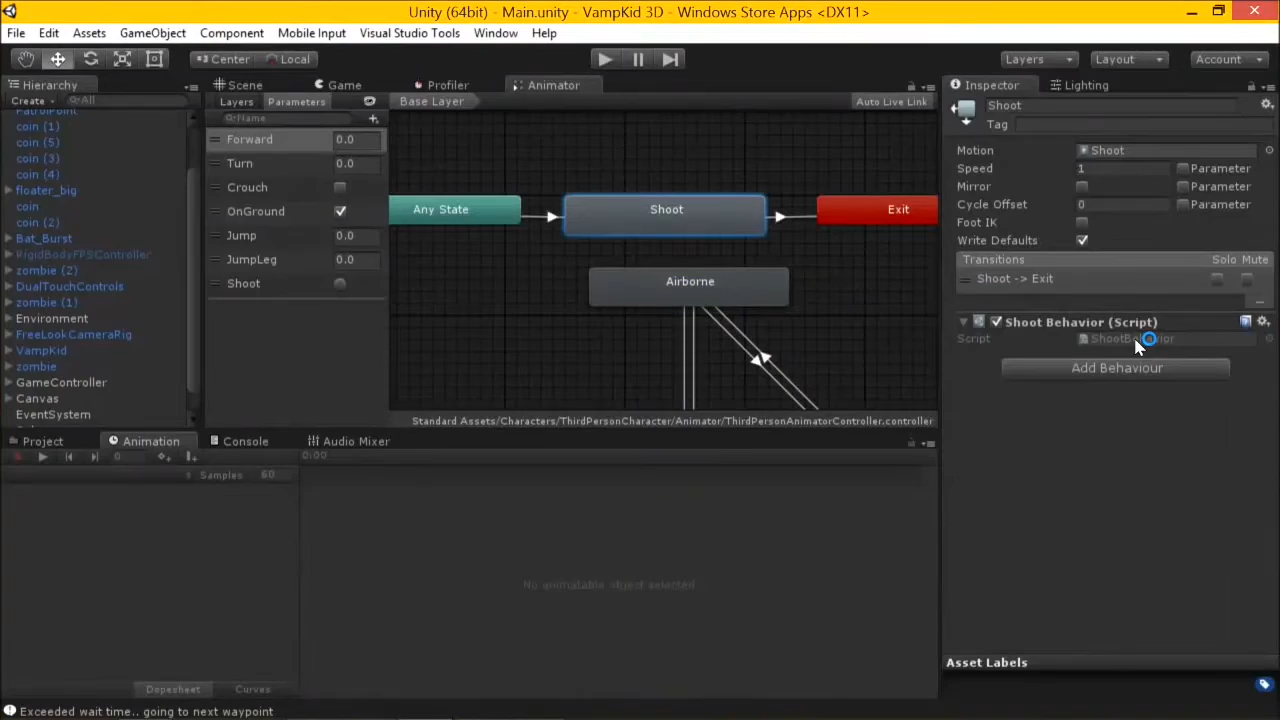 Unity (64bit) - Main.unity - VampKid 3D - Windows Store Apps <DX11>
File Edit Assets GameObject Component Mobile Input Visual Studio Tools Window Help
Center Local Layers Layout Account
Hierarchy
Create All
PatrolPoint
coin (1)
coin (5)
coin (3)
coin (4)
floater_big
coin
coin (2)
Bat_Burst
RigidBodyFPSController
zombie (2)
DualTouchControls
zombie (1)
Environment
FreeLookCameraRig
VampKid
zombie
GameController
Canvas
EventSystem
Scene Game Profiler Animator
Layers Parameters
Name
Forward 0.0
Turn 0.0
Crouch
OnGround
Jump 0.0
JumpLeg 0.0
Shoot
Base Layer Auto Live Link
Any State Shoot Exit
Airborne
Standard Assets/Characters/ThirdPersonCharacter/Animator/ThirdPersonAnimatorController.controller
Inspector Lighting
Shoot
Tag
Motion Shoot
Speed 1 Parameter
Mirror Parameter
Cycle Offset 0 Parameter
Foot IK
Write Defaults
Transitions Solo Mute
Shoot -> Exit
Shoot Behavior (Script)
Script ShootBehavior
Add Behaviour
Asset Labels
Project Animation Console Audio Mixer
0 0:00
Samples 60
No animatable object selected
Dopesheet Curves
Exceeded wait time.. going to next waypoint